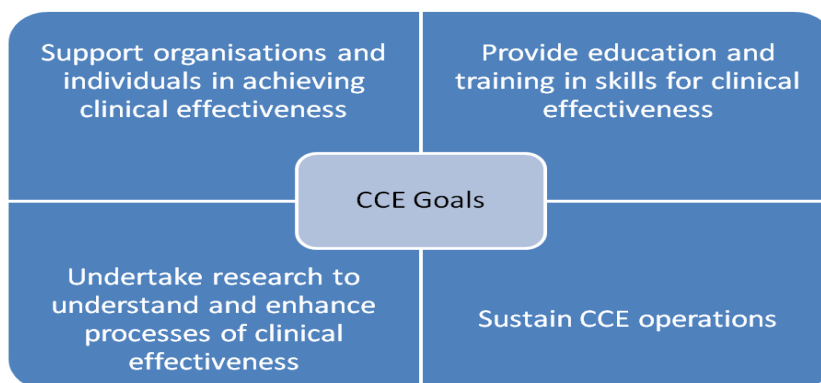 Support organisations and
individuals in achieving
clinical effectiveness
Provide education and
training in skills for clinical
effectiveness
CCE Goals
Undertake research to
understand and enhance
processes of clinical
effectiveness
Sustain CCE operations